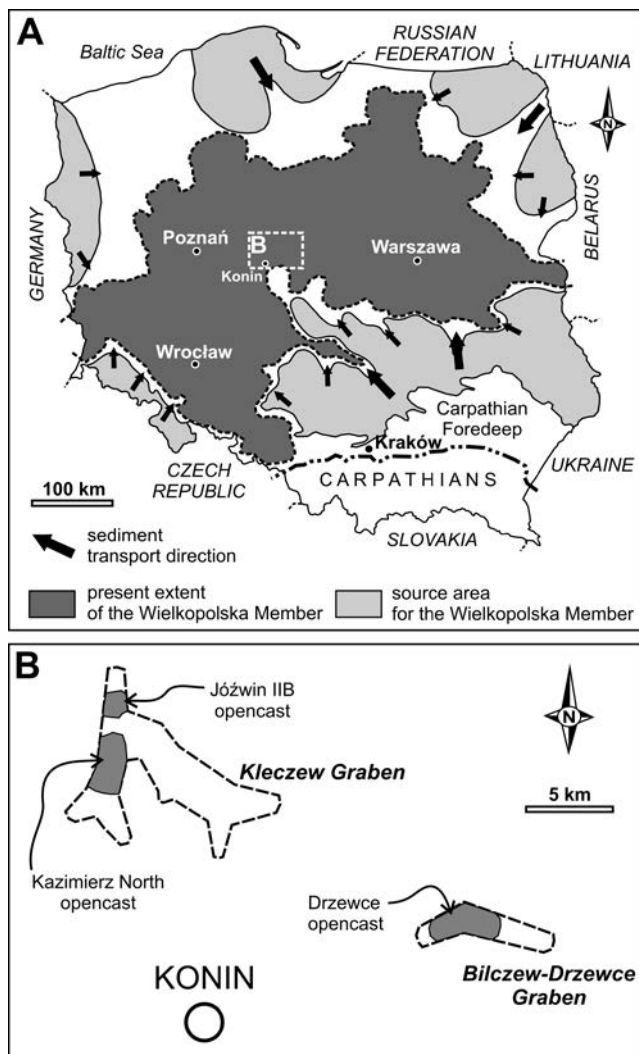 A
Baltic Sea
RUSSIAN
FEDERATION
LITHUANIA
N
GERMANY
BELARUS
Poznań
B
Konin
Warszawa
Wrocław
Carpathian
Foredeep
Kraków
UKRAINE
CZECH
REPUBLIC
CARPATHIANS
SLOVAKIA
100 km
sediment
transport direction
present extent
of the Wielkopolska Member
source area
for the Wielkopolska Member
B
Jóźwin IIB
opencast
N
Kleczew Graben
5 km
Kazimierz North
opencast
Drzewce
opencast
Bilczew-Drzewce
Graben
KONIN